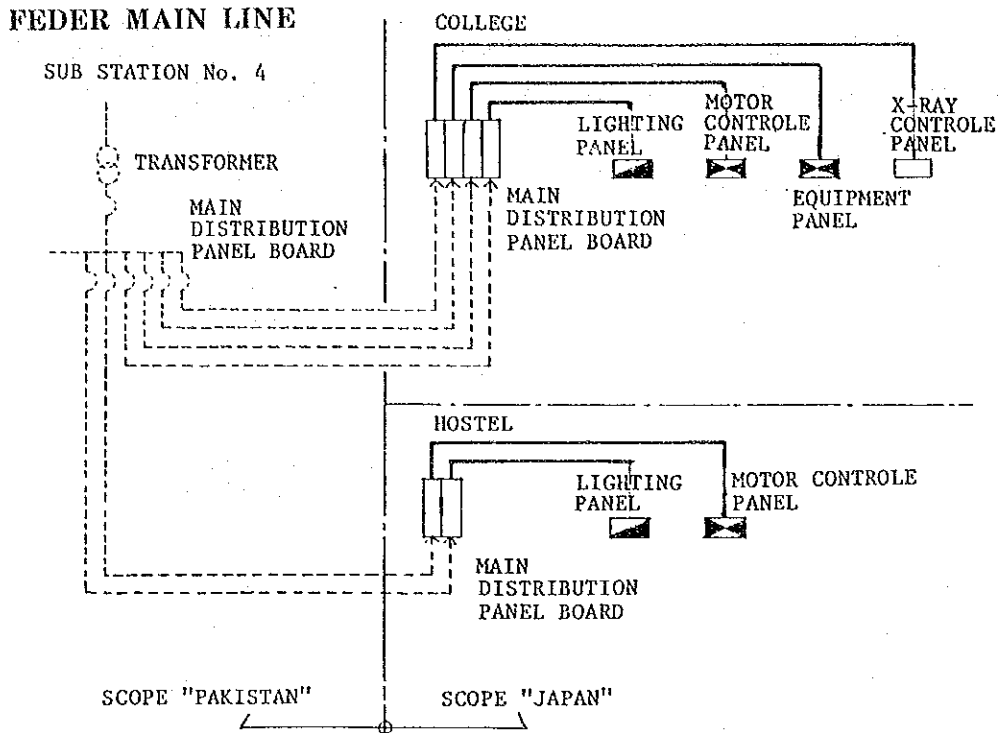 FEDER MAIN LINE
SUB STATION No. 4
TRANSFORMER
MAIN
DISTRIBUTION
PANEL BOARD
COLLEGE
LIGHTING
PANEL
MOTOR
CONTROLE
PANEL
X-RAY
CONTROLE
PANEL
EQUIPMENT
PANEL
MAIN
DISTRIBUTION
PANEL BOARD
HOSTEL
LIGHTING
PANEL
MOTOR CONTROLE
PANEL
MAIN
DISTRIBUTION
PANEL BOARD
SCOPE "PAKISTAN"
SCOPE "JAPAN"